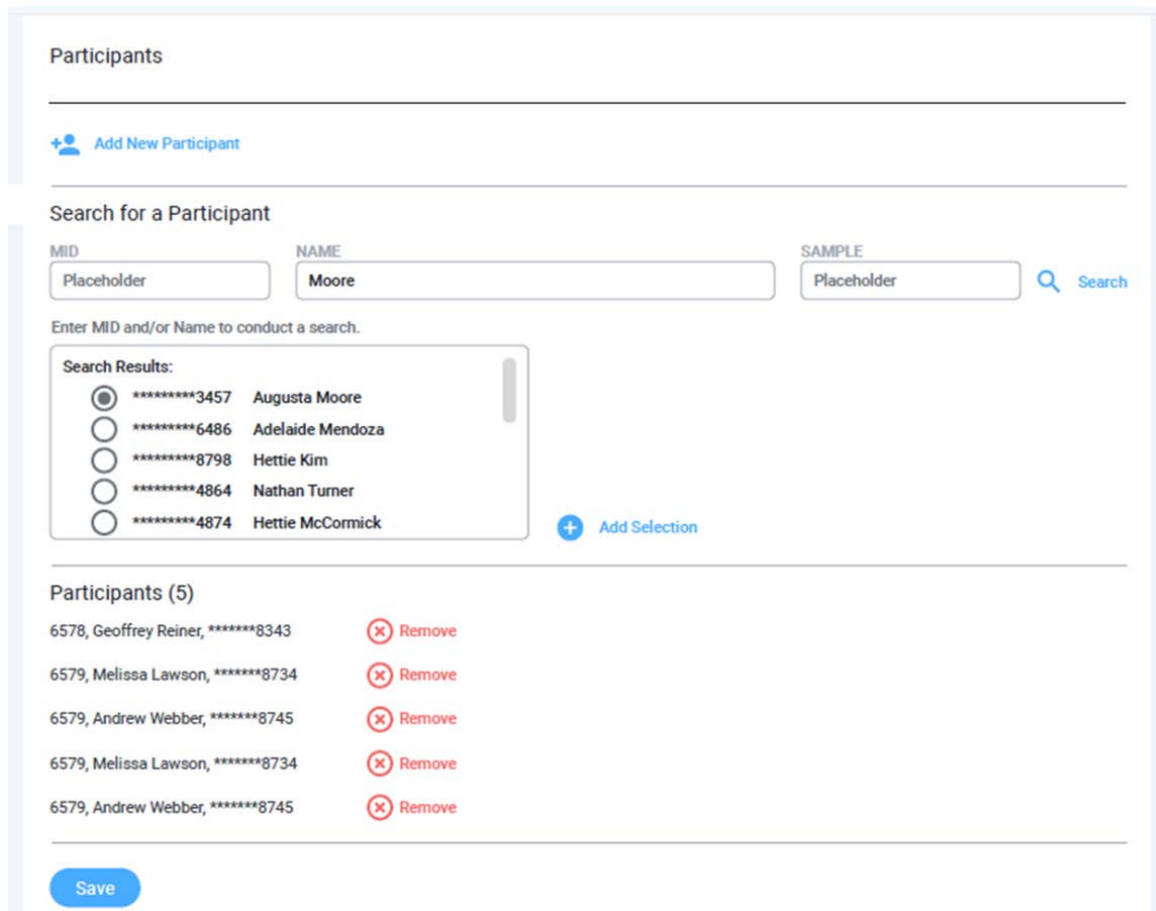 Participants
Add New Participant
Search for a Participant
MID NAME SAMPLE
Placeholder Moore Placeholder Search
Enter MID and/or Name to conduct a search.
Search Results:
*********3457 Augusta Moore
*********6486 Adelaide Mendoza
*********8798 Hettie Kim
*********4864 Nathan Turner
*********4874 Hettie McCormick
Add Selection
Participants (5)
6578, Geoffrey Reiner, *******8343 Remove
6579, Melissa Lawson, *******8734 Remove
6579, Andrew Webber, *******8745 Remove
6579, Melissa Lawson, *******8734 Remove
6579, Andrew Webber, *******8745 Remove
Save